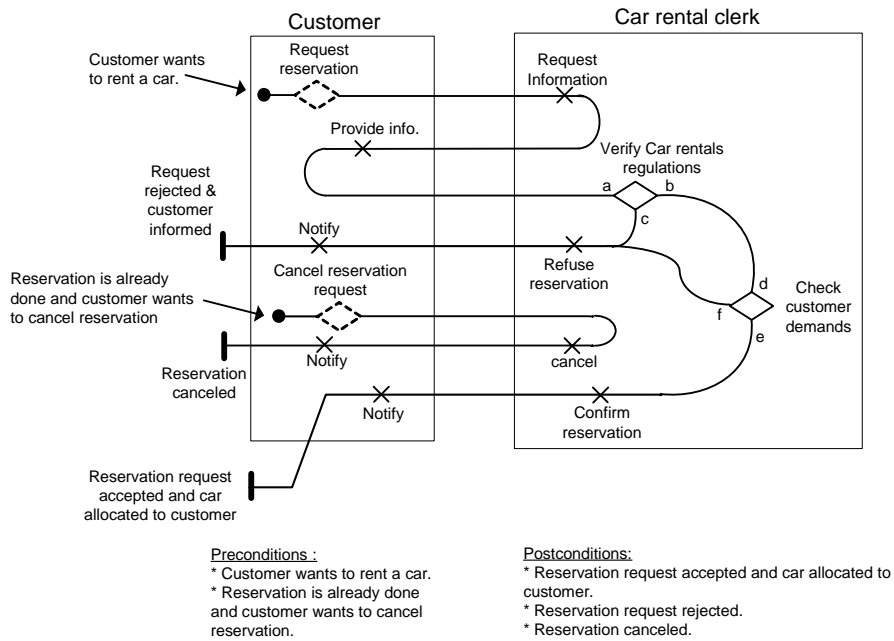 Customer
Car rental clerk
Customer wants
to rent a car.
Request
reservation
Request
Information
Provide info.
Verify Car rentals
regulations
a
b
c
Request
rejected &
customer
informed
Notify
Refuse
reservation
Reservation is already
done and customer wants
to cancel reservation
Cancel reservation
request
d
f
e
Check
customer
demands
Notify
cancel
Reservation
canceled
Notify
Confirm
reservation
Reservation request
accepted and car
allocated to customer
Preconditions :
* Customer wants to rent a car.
* Reservation is already done
and customer wants to cancel
reservation.
Postconditions:
* Reservation request accepted and car allocated to
customer.
* Reservation request rejected.
* Reservation canceled.